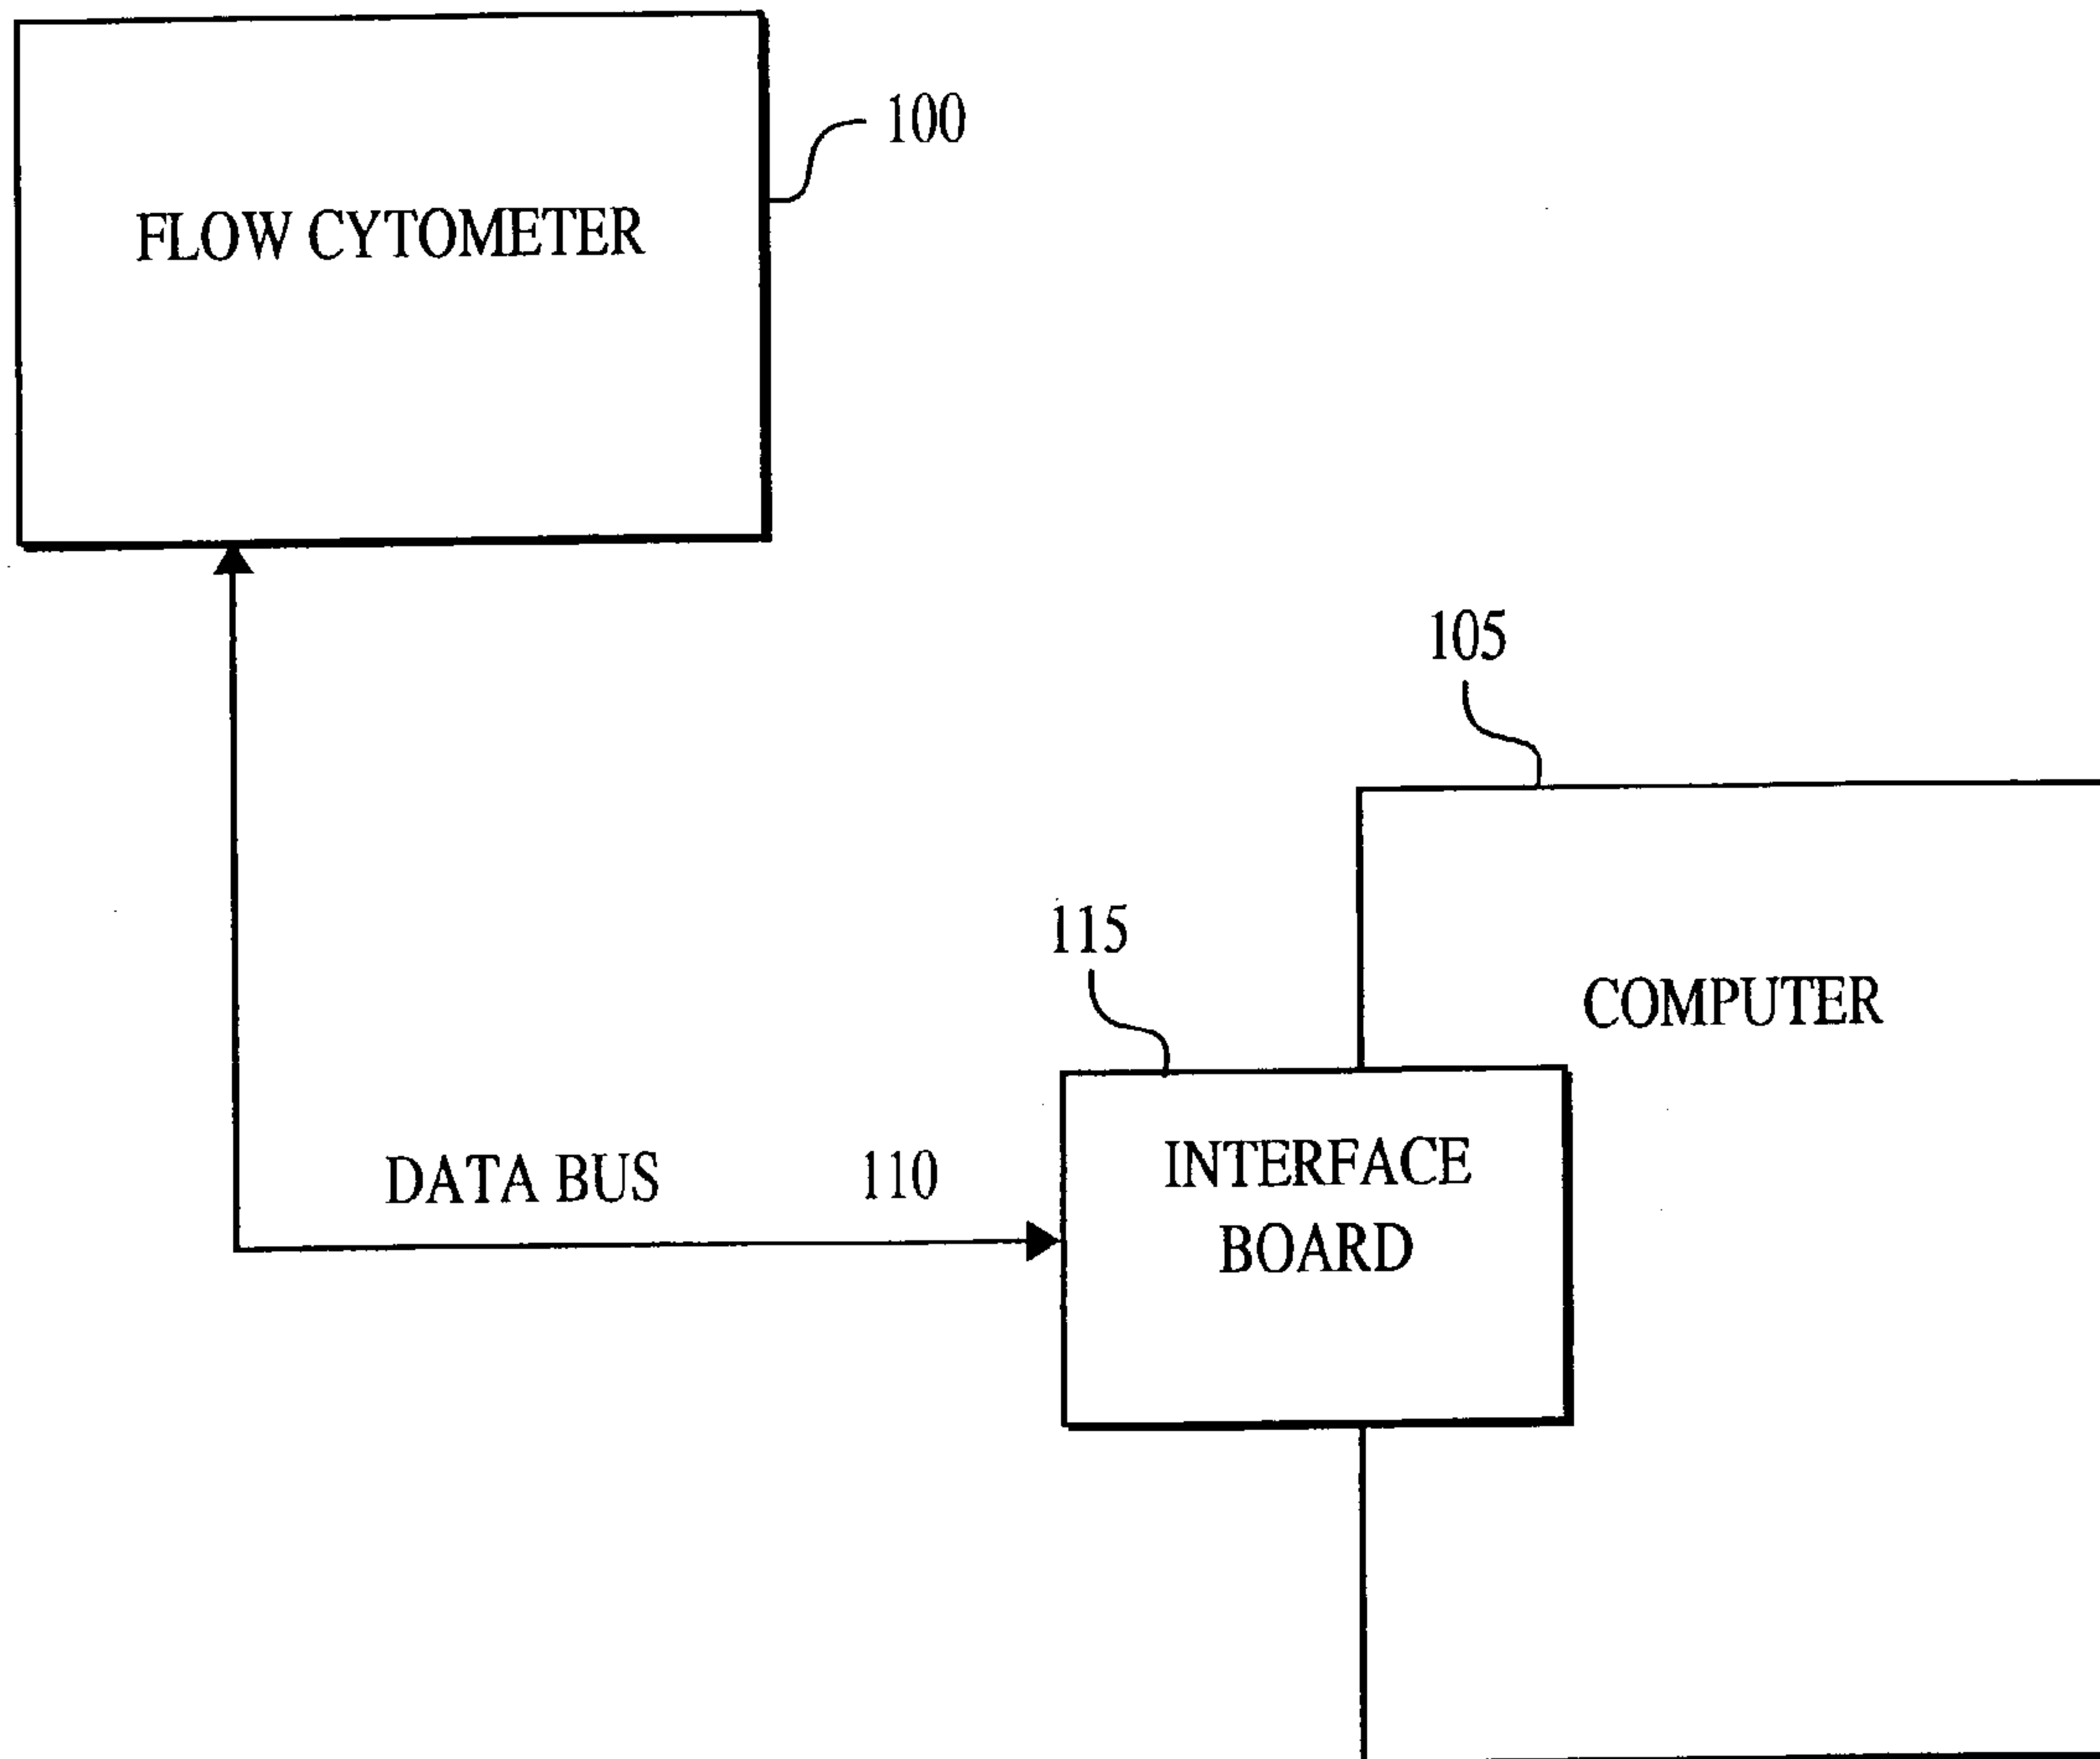 100
FLOW CYTOMETER
105
115
COMPUTER
DATA BUS 110
INTERFACE
BOARD